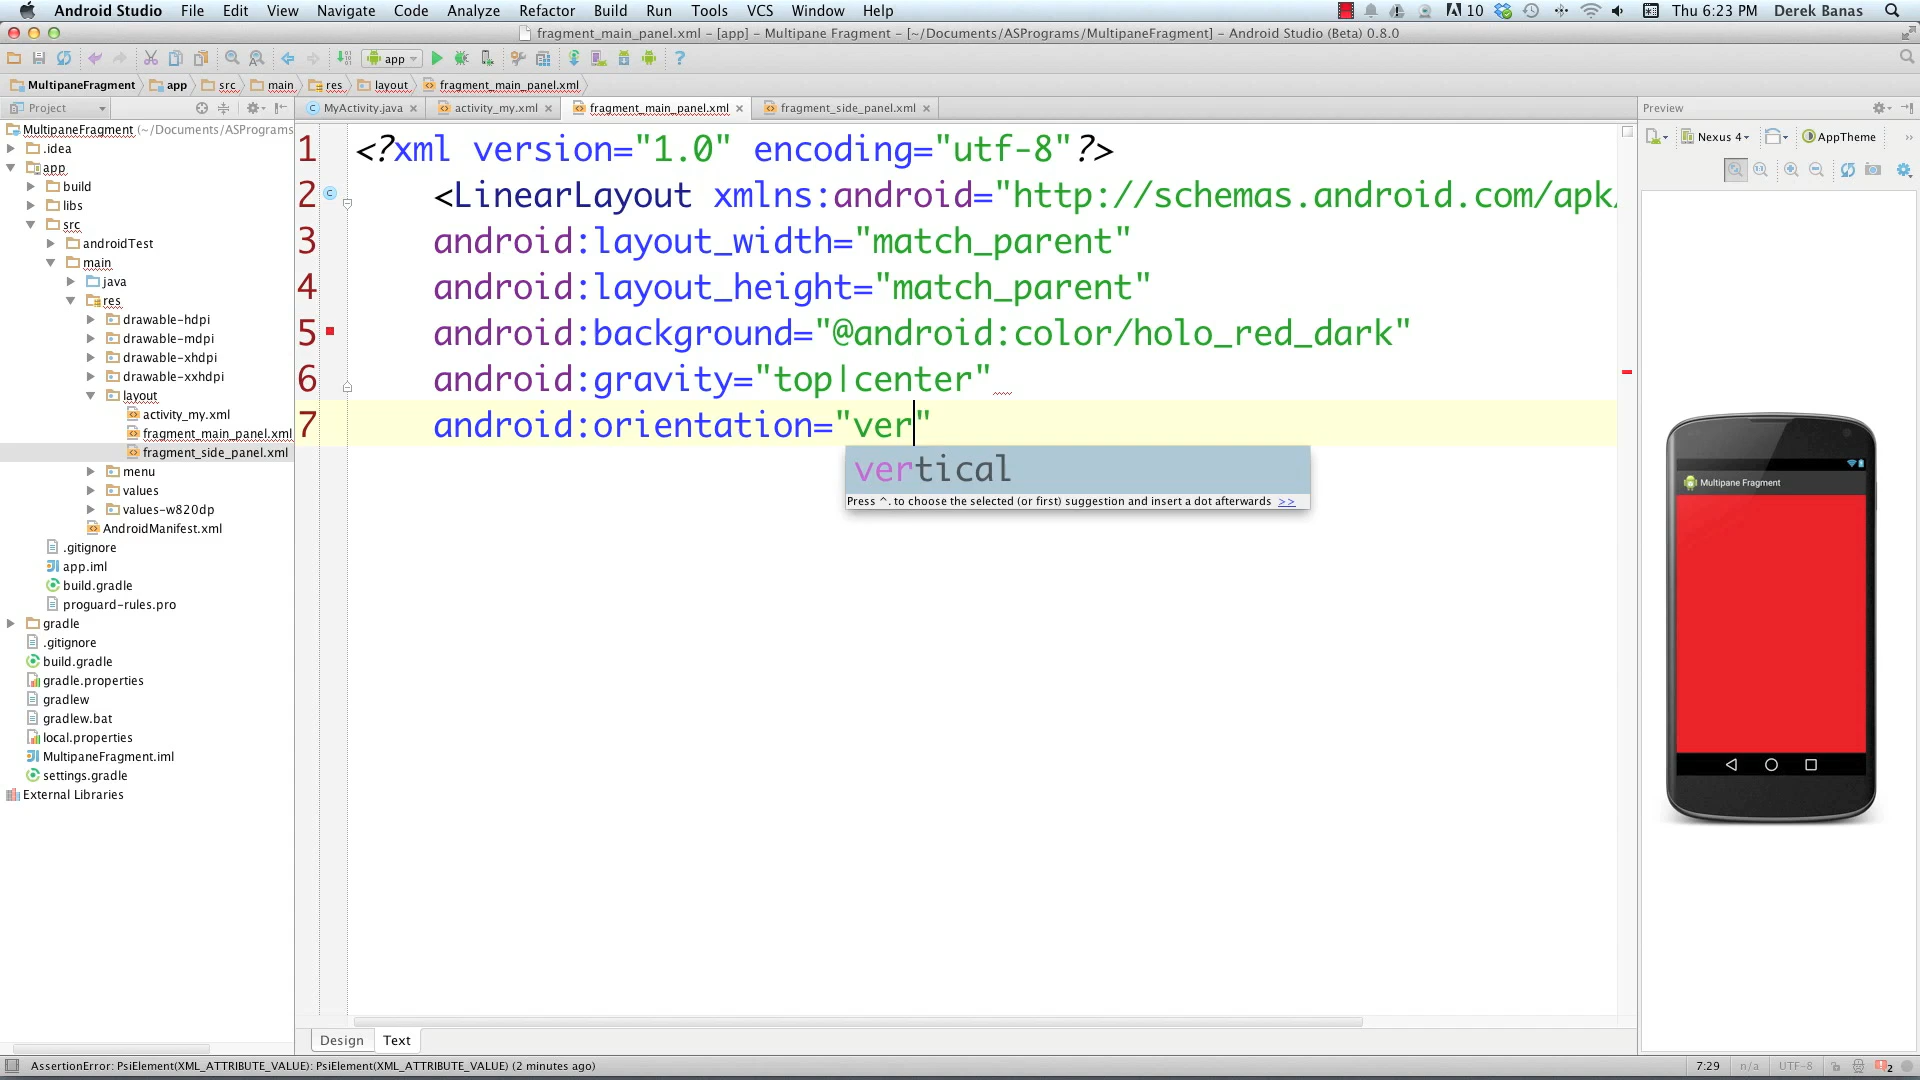 Android Studio File Edit View Navigate Code Analyze Refactor Build Run Tools VCS Window Help 10 Thu 6:23 PM Derek Banas
fragment_main_panel.xml - [app] - Multipane Fragment - [~/Documents/ASPrograms/MultipaneFragment] - Android Studio (Beta) 0.8.0
app
MultipaneFragment app src main res layout fragment_main_panel.xml
Project MyActivity.java activity_my.xml fragment_main_panel.xml fragment_side_panel.xml Preview
MultipaneFragment (~/Documents/ASPrograms
.idea
app
build
libs
src
androidTest
main
java
res
drawable-hdpi
drawable-mdpi
drawable-xhdpi
drawable-xxhdpi
layout
activity_my.xml
fragment_main_panel.xml
fragment_side_panel.xml
menu
values
values-w820dp
AndroidManifest.xml
.gitignore
app.iml
build.gradle
proguard-rules.pro
gradle
.gitignore
build.gradle
gradle.properties
gradlew
gradlew.bat
local.properties
MultipaneFragment.iml
settings.gradle
External Libraries
1 <?xml version="1.0" encoding="utf-8"?>
2 <LinearLayout xmlns:android="http://schemas.android.com/apk/
3 android:layout_width="match_parent"
4 android:layout_height="match_parent"
5 android:background="@android:color/holo_red_dark"
6 android:gravity="top|center"
7 android:orientation="ver"
vertical
Press ^. to choose the selected (or first) suggestion and insert a dot afterwards >>
Nexus 4 AppTheme >>
Multipane Fragment
Design Text
AssertionError: PsiElement(XML_ATTRIBUTE_VALUE): PsiElement(XML_ATTRIBUTE_VALUE) (2 minutes ago) 7:29 n/a UTF-8 2